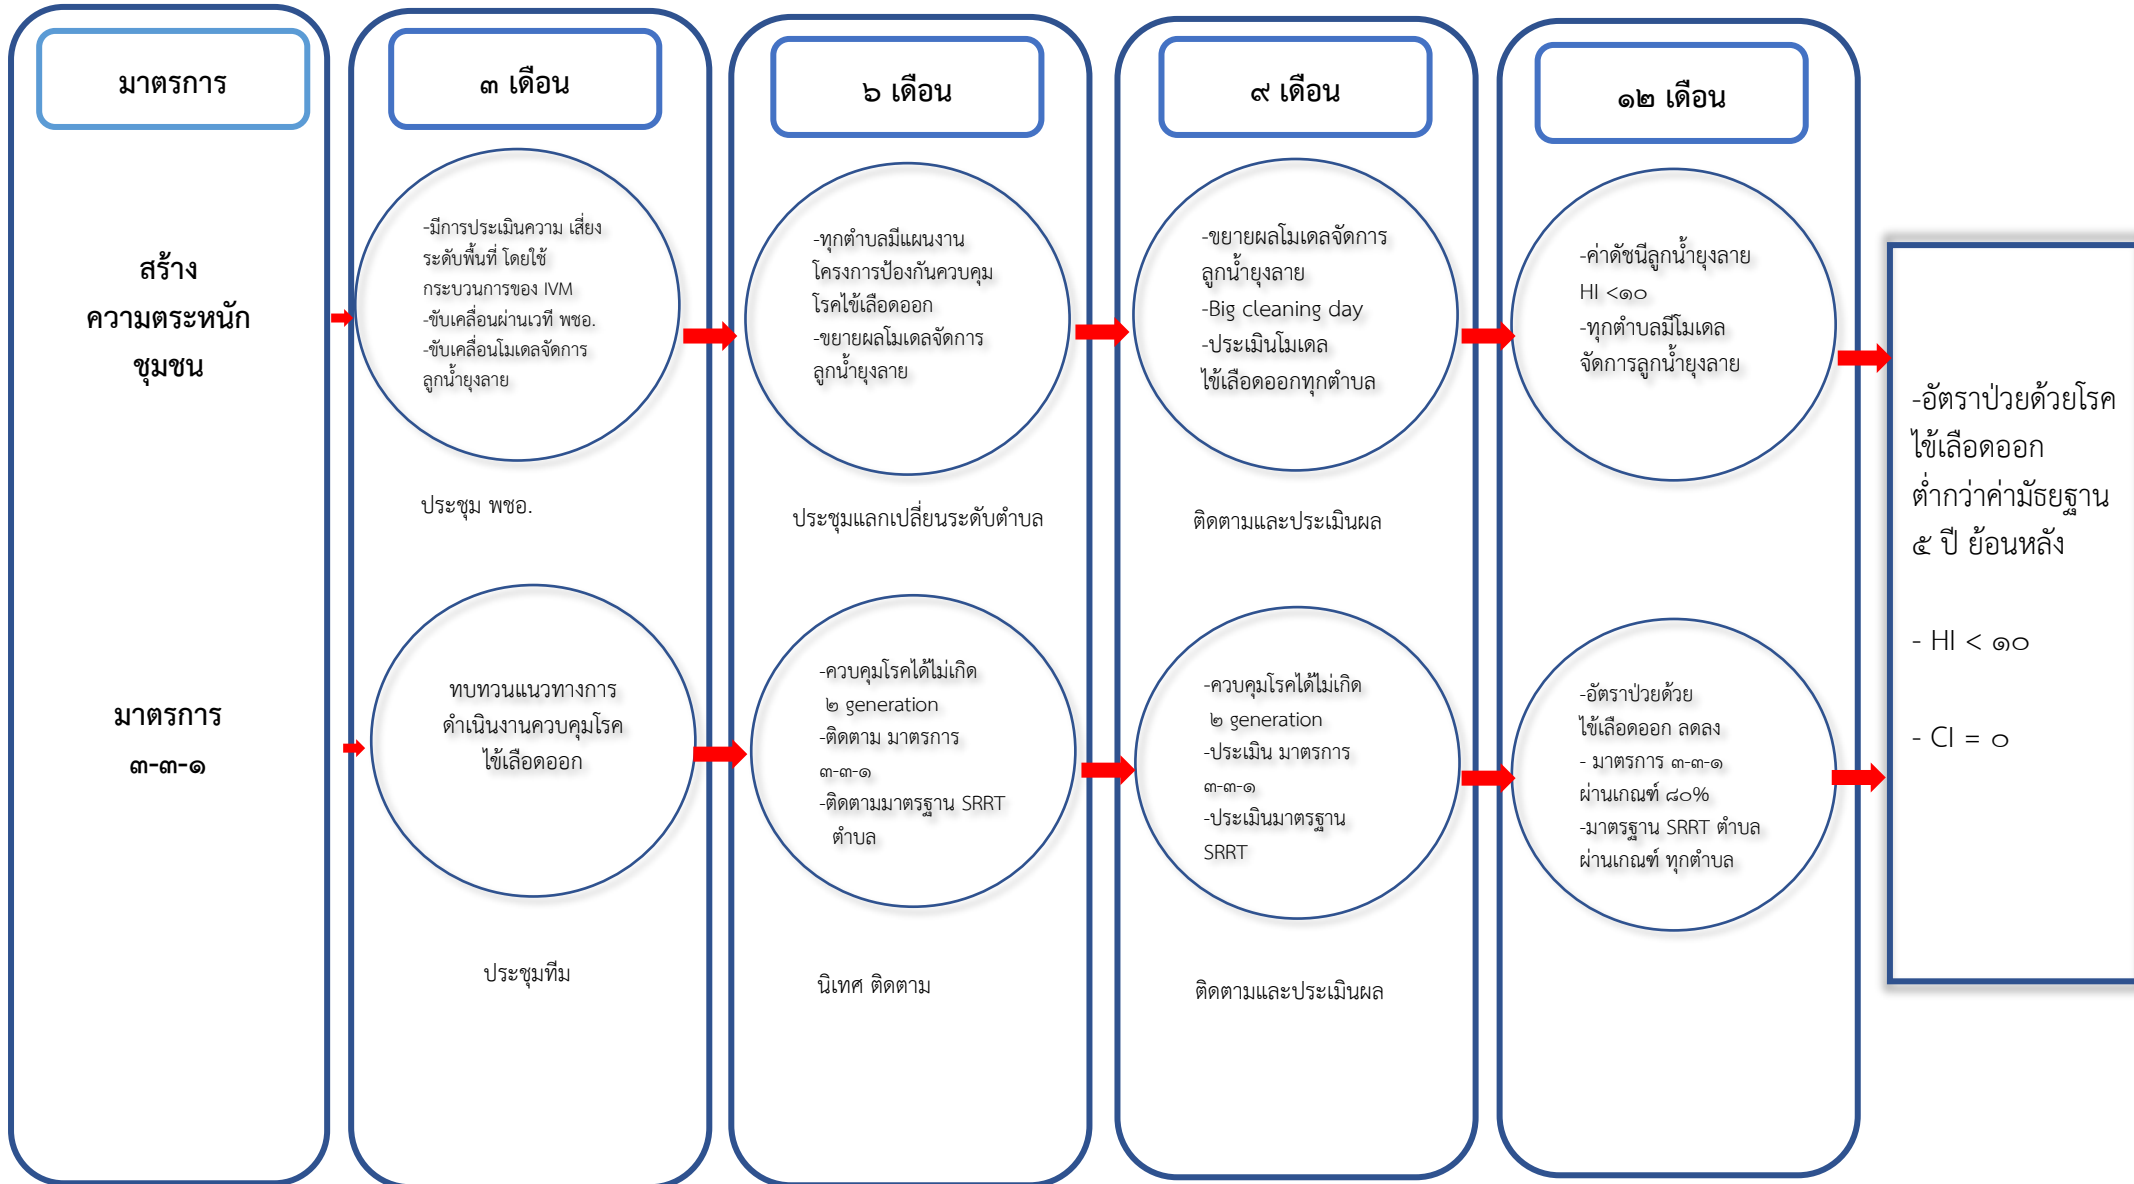 มาตรการ
๓ เดือน
๖ เดือน
๙ เดือน
๑๒ เดือน
สร้าง
ความตระหนัก
ชุมชน
-มีการประเมินความ เสี่ยง
ระดับพื้นที่ โดยใช้
กระบวนการของ IVM
-ขับเคลื่อนผ่านเวที พชอ.
-ขับเคลื่อนโมเดลจัดการ
ลูกน้ำยุงลาย
ประชุม พชอ.
-ทุกตำบลมีแผนงาน
โครงการป้องกันควบคุม
โรคไข้เลือดออก
-ขยายผลโมเดลจัดการ
ลูกน้ำยุงลาย
ประชุมแลกเปลี่ยนระดับตำบล
-ขยายผลโมเดลจัดการ
ลูกน้ำยุงลาย
-Big cleaning day
-ประเมินโมเดล
ไข้เลือดออกทุกตำบล
ติดตามและประเมินผล
-ค่าดัชนีลูกน้ำยุงลาย
HI <๑๐
-ทุกตำบลมีโมเดล
จัดการลูกน้ำยุงลาย
มาตรการ
๓-๓-๑
ทบทวนแนวทางการ
ดำเนินงานควบคุมโรค
ไข้เลือดออก
ประชุมทีม
-ควบคุมโรคได้ไม่เกิด
๒ generation
-ติดตาม มาตรการ
๓-๓-๑
-ติดตามมาตรฐาน SRRT
ตำบล
นิเทศ ติดตาม
-ควบคุมโรคได้ไม่เกิด
๒ generation
-ประเมิน มาตรการ
๓-๓-๑
-ประเมินมาตรฐาน
SRRT
ติดตามและประเมินผล
-อัตราป่วยด้วย
ไข้เลือดออก ลดลง
- มาตรการ ๓-๓-๑
ผ่านเกณฑ์ ๘๐%
-มาตรฐาน SRRT ตำบล
ผ่านเกณฑ์ ทุกตำบล
-อัตราป่วยด้วยโรค
ไข้เลือดออก
ต่ำกว่าค่ามัธยฐาน
๕ ปี ย้อนหลัง
- HI < ๑๐
- CI = ๐